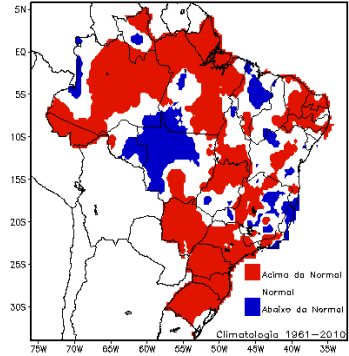 5N
EQ
5S
10S
15S
20S
25S
30S
Acima da Normal
Normal
Abaixo da Normal
Climatologia 1961–2010
75W 70W 65W 60W 55W 50W 45W 40W 35W